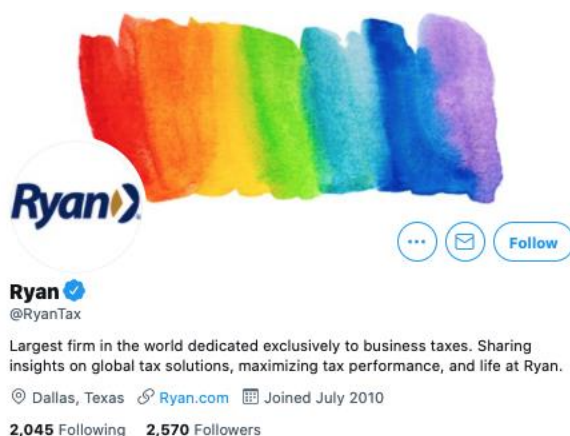 Ryan
Follow
Ryan
@RyanTax
Largest firm in the world dedicated exclusively to business taxes. Sharing
insights on global tax solutions, maximizing tax performance, and life at Ryan.
Dallas, Texas Ryan.com Joined July 2010
2,045 Following 2,570 Followers